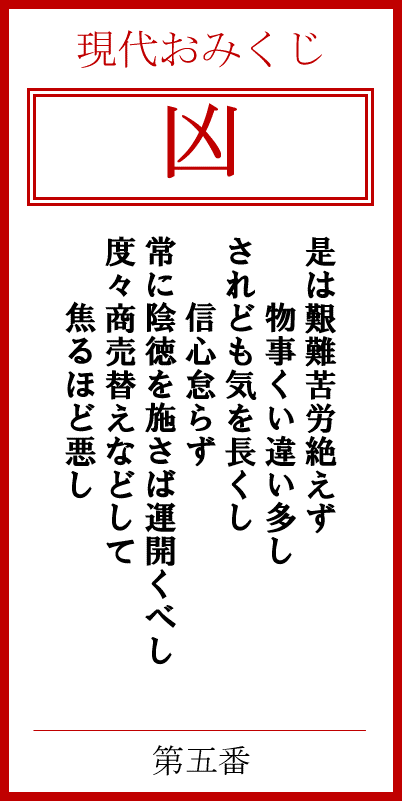 現代おみくじ
凶
是は艱難苦労絶えず
物事くい違い多し
されども気を長くし
信心怠らず
常に陰徳を施さば運開くべし
度々商売替えなどして
焦るほど悪し
第五番